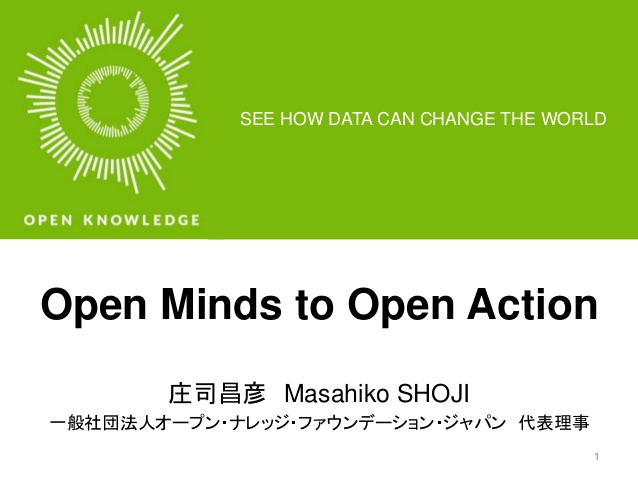 SEE HOW DATA CAN CHANGE THE WORLD
OPEN KNOWLEDGE
Open Minds to Open Action
庄司昌彦　Masahiko SHOJI
一般社団法人オープン・ナレッジ・ファウンデーション・ジャパン　代表理事
1